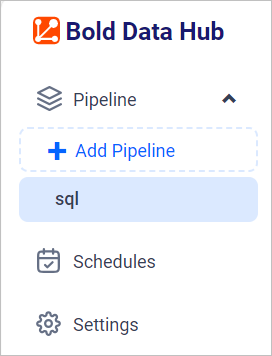 Bold Data Hub
Pipeline
Add Pipeline
sql
Schedules
Settings